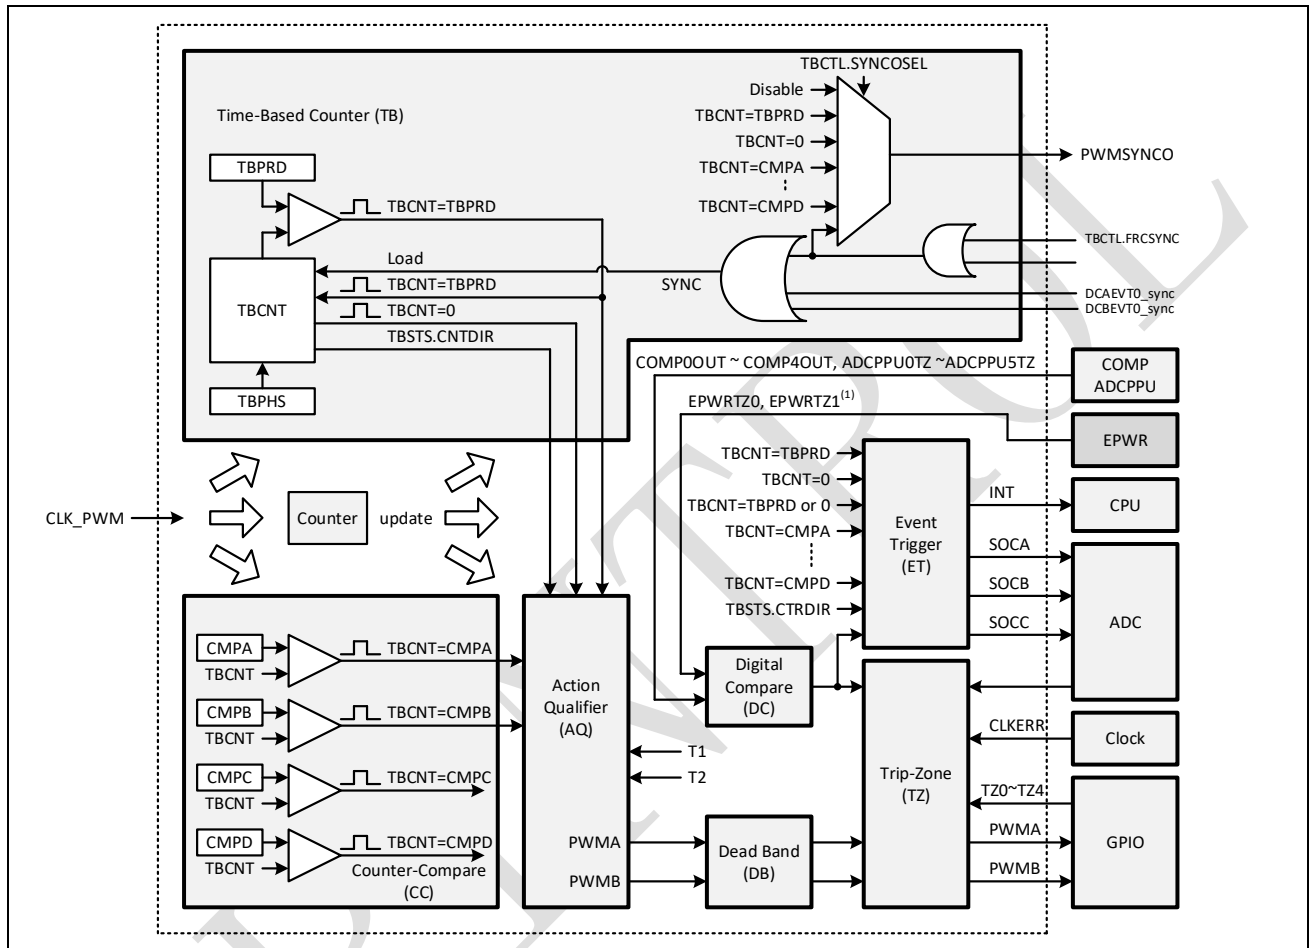 TBCTL.SYNCOSEL
Disable
TBCNT=TBPRD
TBCNT=0
TBCNT=CMPA
TBCNT=CMPD
PWMSYNCO
TBCTL.FRCSYNC
DCAEVT0_sync
DCBEVT0_sync
Time-Based Counter (TB)
TBPRD
TBCNT=TBPRD
Load
SYNC
TBCNT=TBPRD
TBCNT
TBCNT=0
TBSTS.CNTDIR
TBPHS
COMP0OUT ~ COMP4OUT, ADCPPU0TZ ~ADCPPU5TZ
COMP
ADCPPU
EPWRTZ0, EPWRTZ1(1)
EPWR
CLK_PWM
Counter
update
TBCNT=TBPRD
TBCNT=0
TBCNT=TBPRD or 0
TBCNT=CMPA
TBCNT=CMPD
TBSTS.CTRDIR
Event
Trigger
(ET)
INT
CPU
SOCA
SOCB
SOCC
ADC
CMPA
TBCNT
TBCNT=CMPA
CMPB
TBCNT
TBCNT=CMPB
CMPC
TBCNT
TBCNT=CMPC
CMPD
TBCNT
TBCNT=CMPD
Counter-Compare
(CC)
Action
Qualifier
(AQ)
T1
T2
PWMA
PWMB
Digital
Compare
(DC)
Dead Band
(DB)
Trip-Zone
(TZ)
CLKERR
Clock
TZ0~TZ4
PWMA
PWMB
GPIO